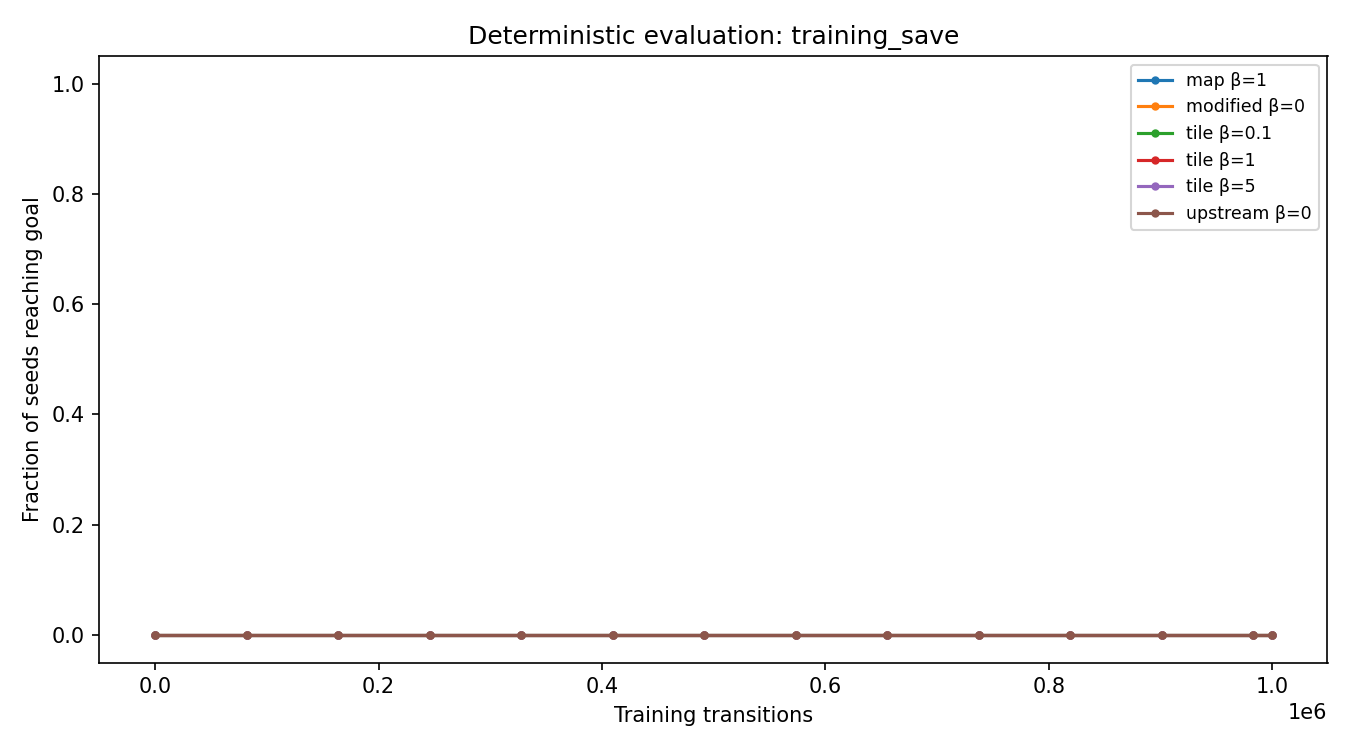 Deterministic evaluation: training_save
Fraction of seeds reaching goal
1.0
0.8
0.6
0.4
0.2
0.0
map β=1
modified β=0
tile β=0.1
tile β=1
tile β=5
upstream β=0
0.0 0.2 0.4 0.6 0.8 1.0
1e6
Training transitions